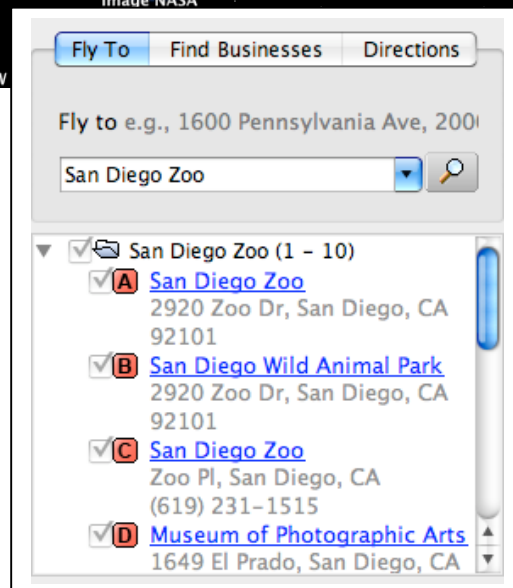 Image NASA
W
Fly To Find Businesses Directions
Fly to e.g., 1600 Pennsylvania Ave, 200
San Diego Zoo
San Diego Zoo (1 – 10)
A San Diego Zoo
2920 Zoo Dr, San Diego, CA
92101
B San Diego Wild Animal Park
2920 Zoo Dr, San Diego, CA
92101
C San Diego Zoo
Zoo Pl, San Diego, CA
(619) 231–1515
D Museum of Photographic Arts
1649 El Prado, San Diego, CA